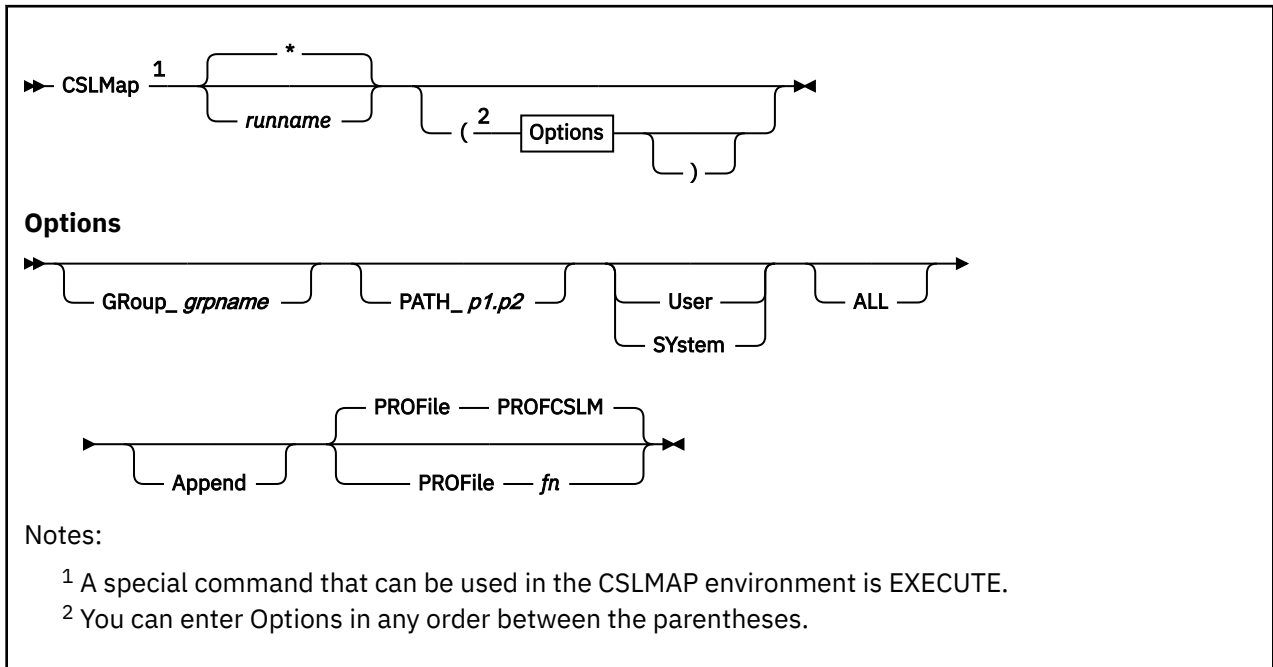 *
CSLMap 1
runname
( 2 Options
)
Options
GRoup_ grpname PATH_ p1.p2 User ALL
SYstem
PROFile PROFCSLM
Append PROFile fn
Notes:
1 A special command that can be used in the CSLMAP environment is EXECUTE.
2 You can enter Options in any order between the parentheses.